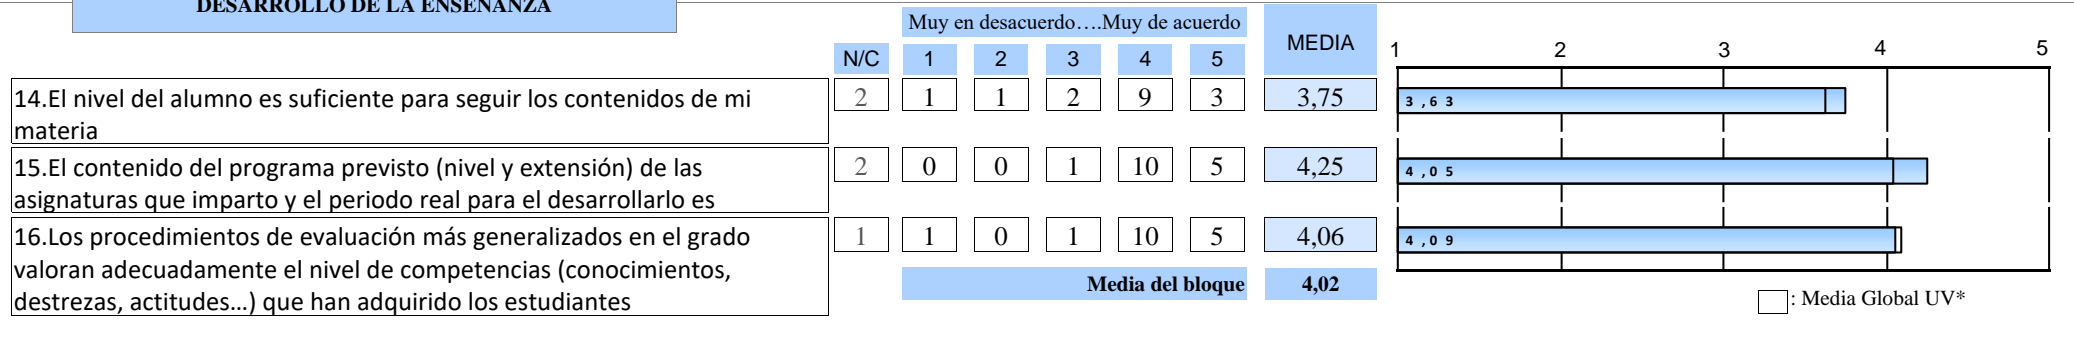 DESARROLLO DE LA ENSEÑANZA
Muy en desacuerdo….Muy de acuerdo
MEDIA
N/C 1 2 3 4 5
1 2 3 4 5
14.El nivel del alumno es suficiente para seguir los contenidos de mi
materia
2 1 1 2 9 3 3,75
3,63
15.El contenido del programa previsto (nivel y extensión) de las
asignaturas que imparto y el periodo real para el desarrollarlo es
2 0 0 1 10 5 4,25
4,05
16.Los procedimientos de evaluación más generalizados en el grado
valoran adecuadamente el nivel de competencias (conocimientos,
destrezas, actitudes…) que han adquirido los estudiantes
1 1 0 1 10 5 4,06
4,09
Media del bloque 4,02
: Media Global UV*